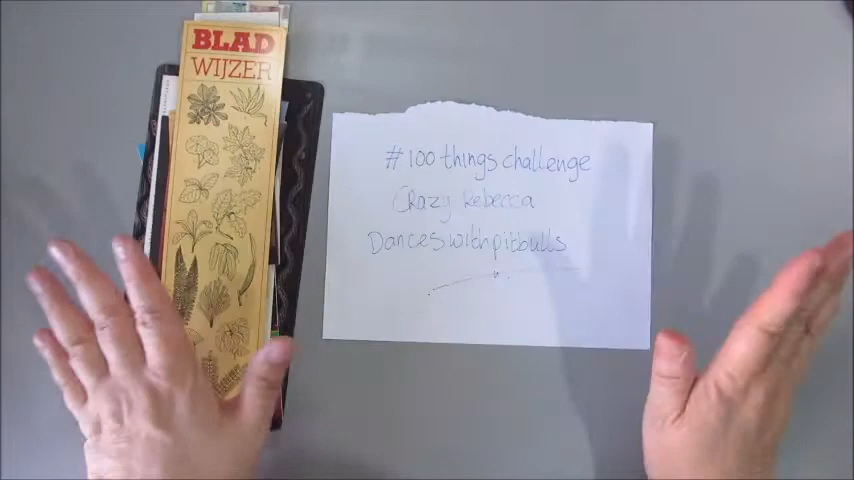 BLAD
WIJZER
#100 things challenge
Crazy Rebecca
Danceswithpitbulls